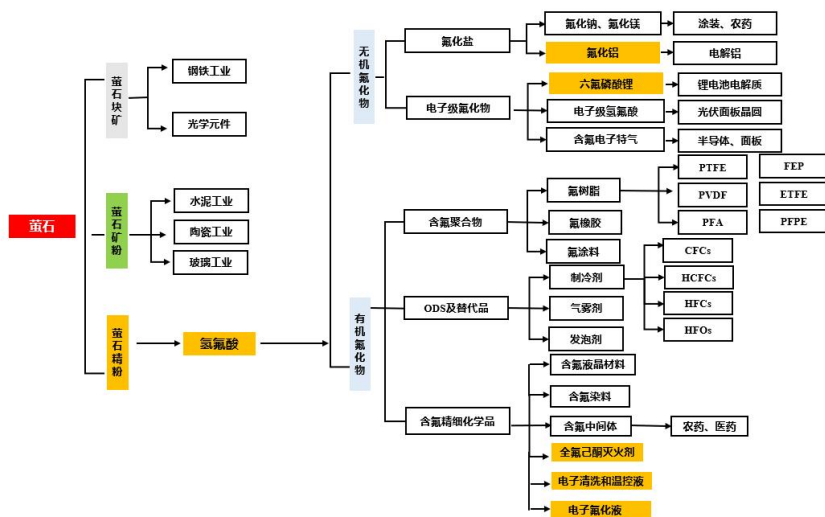 萤石
萤石块矿
钢铁工业
光学元件
萤石矿粉
水泥工业
陶瓷工业
玻璃工业
萤石精粉
氢氟酸
无机氟化物
氟化盐
氟化钠、氟化镁
涂装、农药
氟化铝
电解铝
电子级氟化物
六氟磷酸锂
锂电池电解质
电子级氢氟酸
光伏面板晶圆
含氟电子特气
半导体、面板
有机氟化物
含氟聚合物
氟树脂
PTFE
FEP
PVDF
ETFE
PFA
PFPE
氟橡胶
氟涂料
ODS及替代品
制冷剂
CFCs
HCFCs
HFCs
HFOs
气雾剂
发泡剂
含氟精细化学品
含氟液晶材料
含氟染料
含氟中间体
农药、医药
全氟己酮灭火剂
电子清洗和温控液
电子氟化液